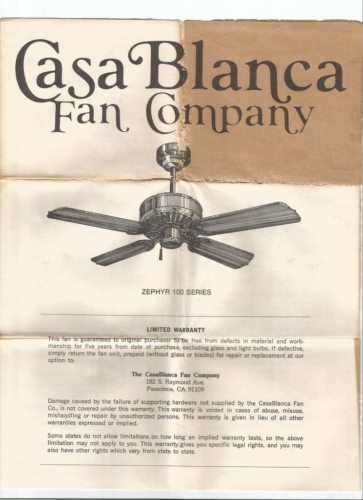 CasaBlanca
Fan Company
ZEPHYR 100 SERIES
LIMITED WARRANTY
This fan is guaranteed to original purchaser to be free from defects in material and work-
manship for five years from date of purchase, excluding glass and light bulbs. If defective,
simply return the fan unit, prepaid (without glass or blades) for repair or replacement at our
option to:
The CasaBlanca Fan Company
182 S. Raymond Ave.
Pasadena, CA 91109
Damage caused by the failure of supporting hardware not supplied by the CasaBlanca Fan
Co., is not covered under this warranty. This warranty is voided in cases of abuse, misuse,
mishandling or repair by unauthorized persons. This warranty is given in lieu of all other
warranties expressed or implied.
Some states do not allow limitations on how long an implied warranty lasts, so the above
limitation may not apply to you. This warranty gives you specific legal rights, and you may
also have other rights which vary from state to state.